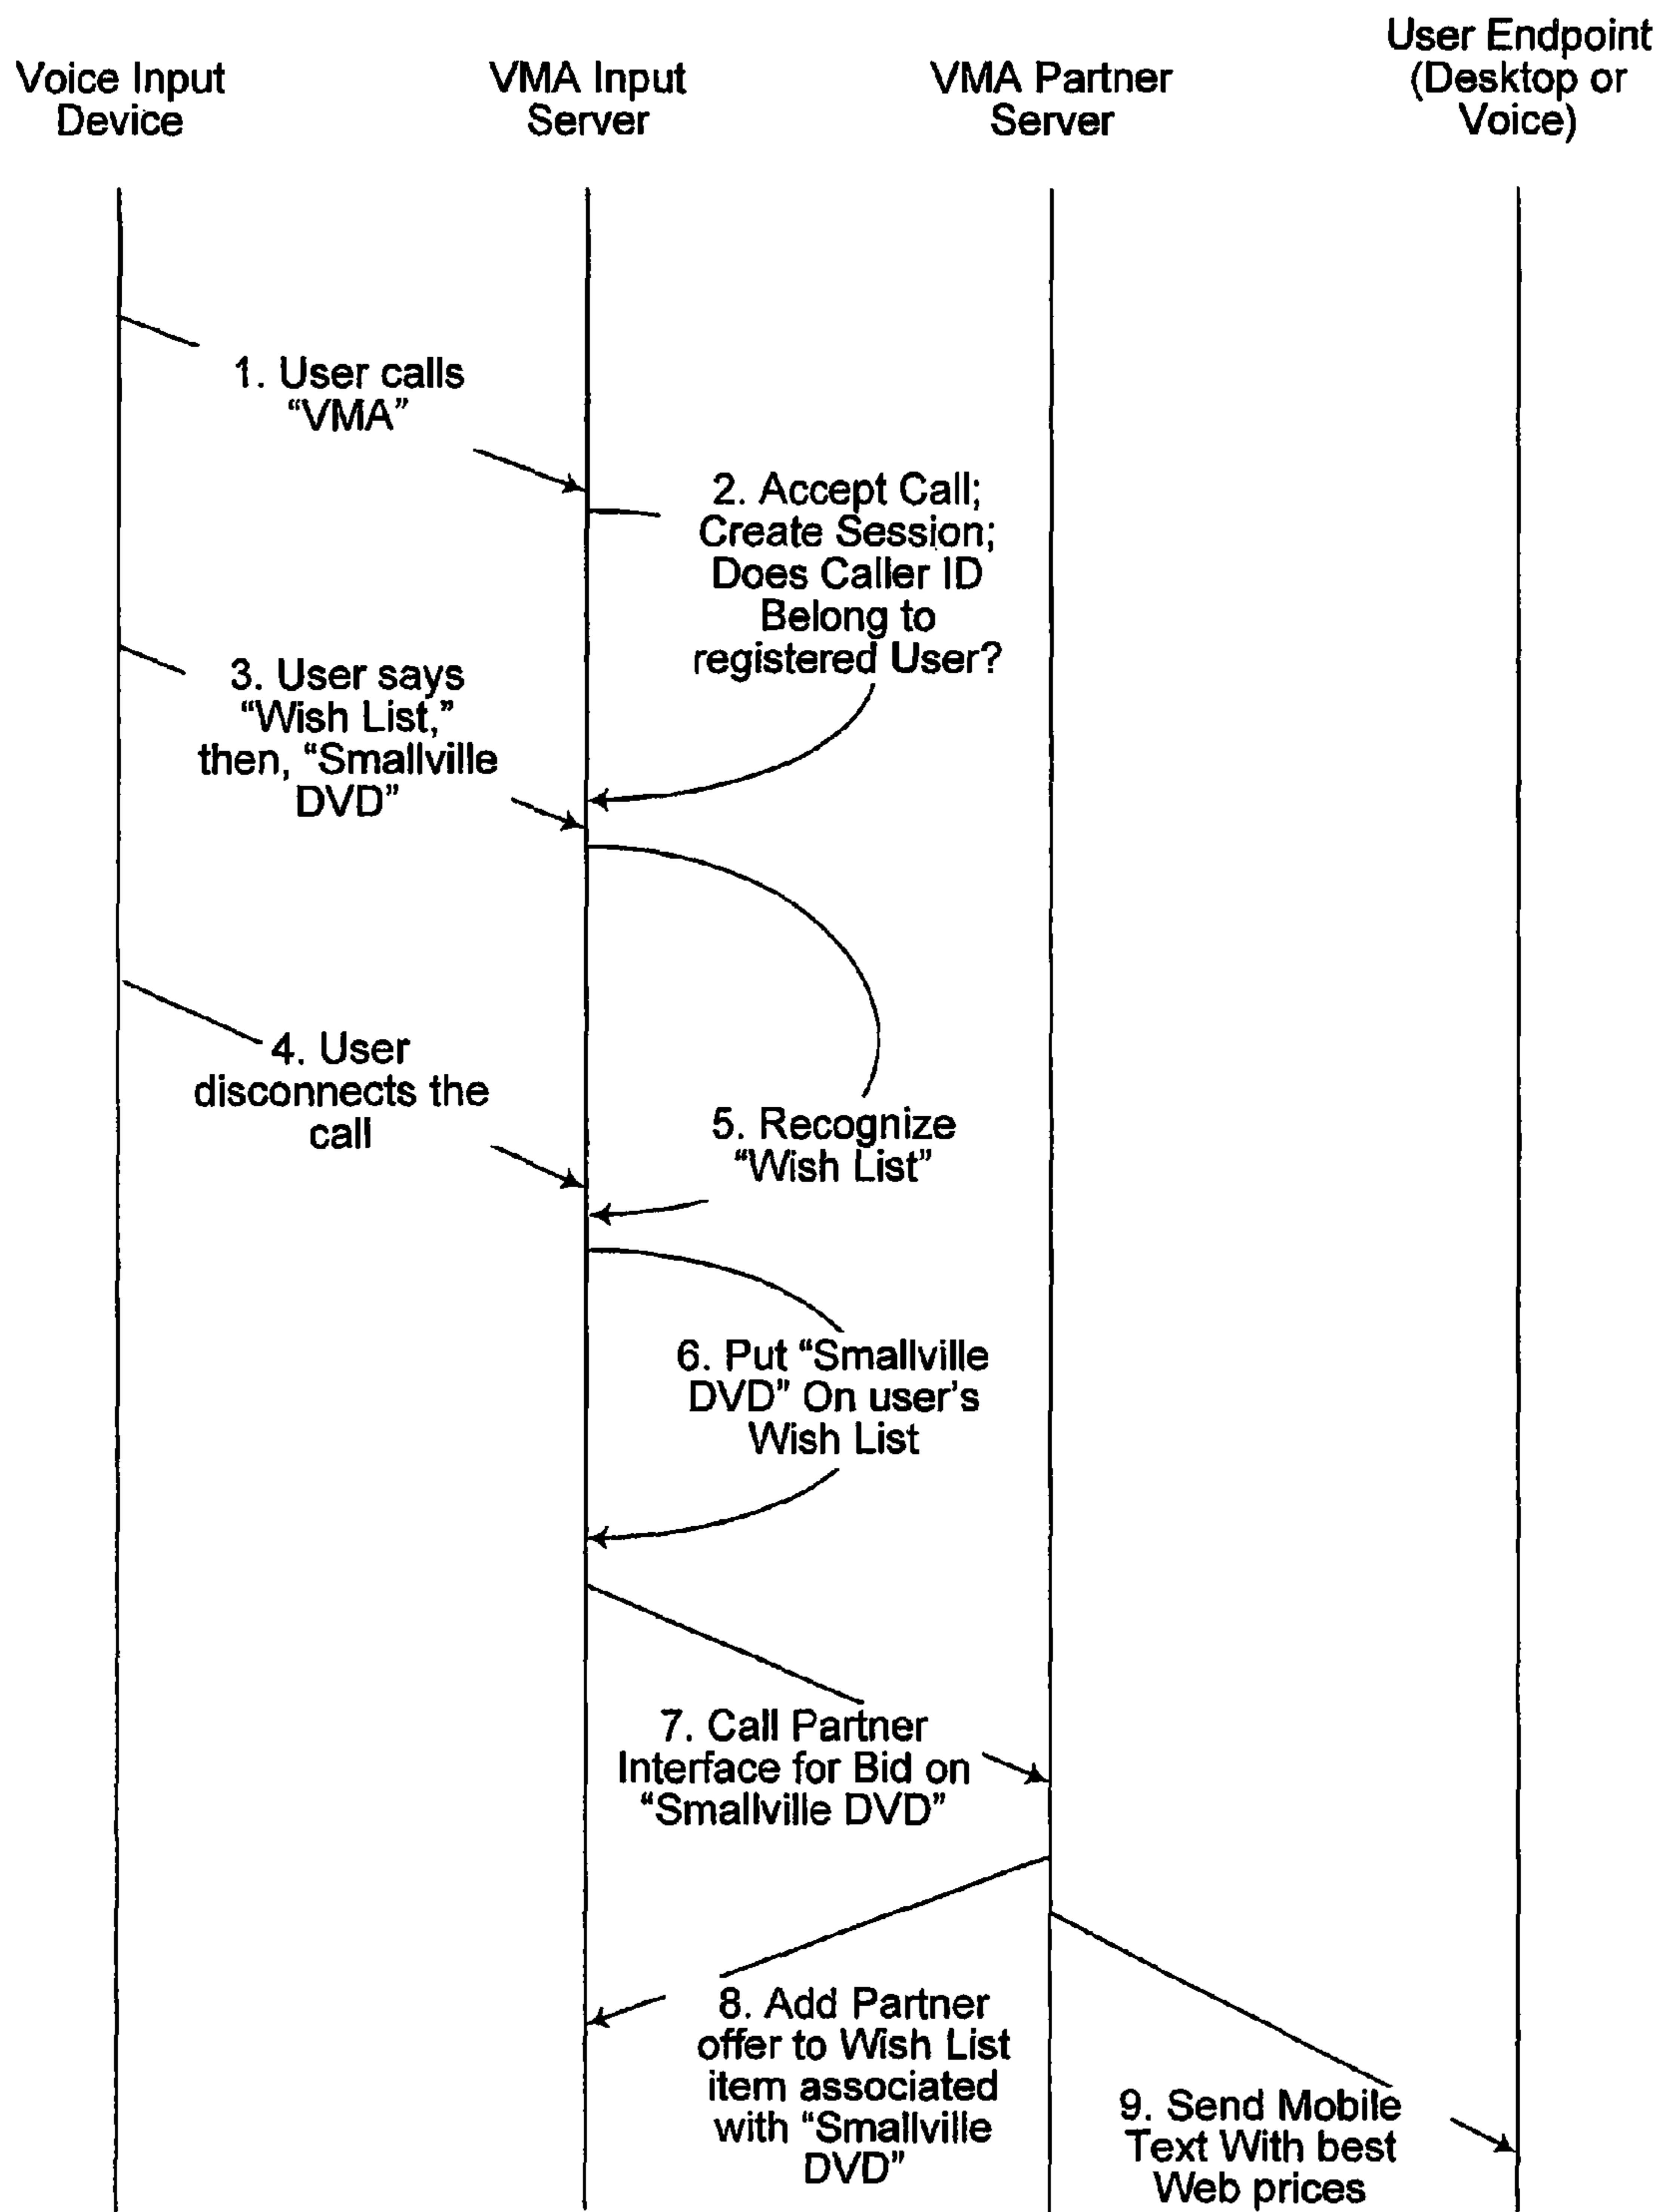 Voice Input
Device
VMA Input
Server
VMA Partner
Server
User Endpoint
(Desktop or
Voice)
1. User calls
“VMA”
2. Accept Call;
Create Session;
Does Caller ID
Belong to
registered User?
3. User says
“Wish List,”
then, “Smallville
DVD”
4. User
disconnects the
call
5. Recognize
“Wish List”
6. Put “Smallville
DVD” On user’s
Wish List
7. Call Partner
Interface for Bid on
“Smallville DVD”
8. Add Partner
offer to Wish List
item associated
with “Smallville
DVD”
9. Send Mobile
Text With best
Web prices